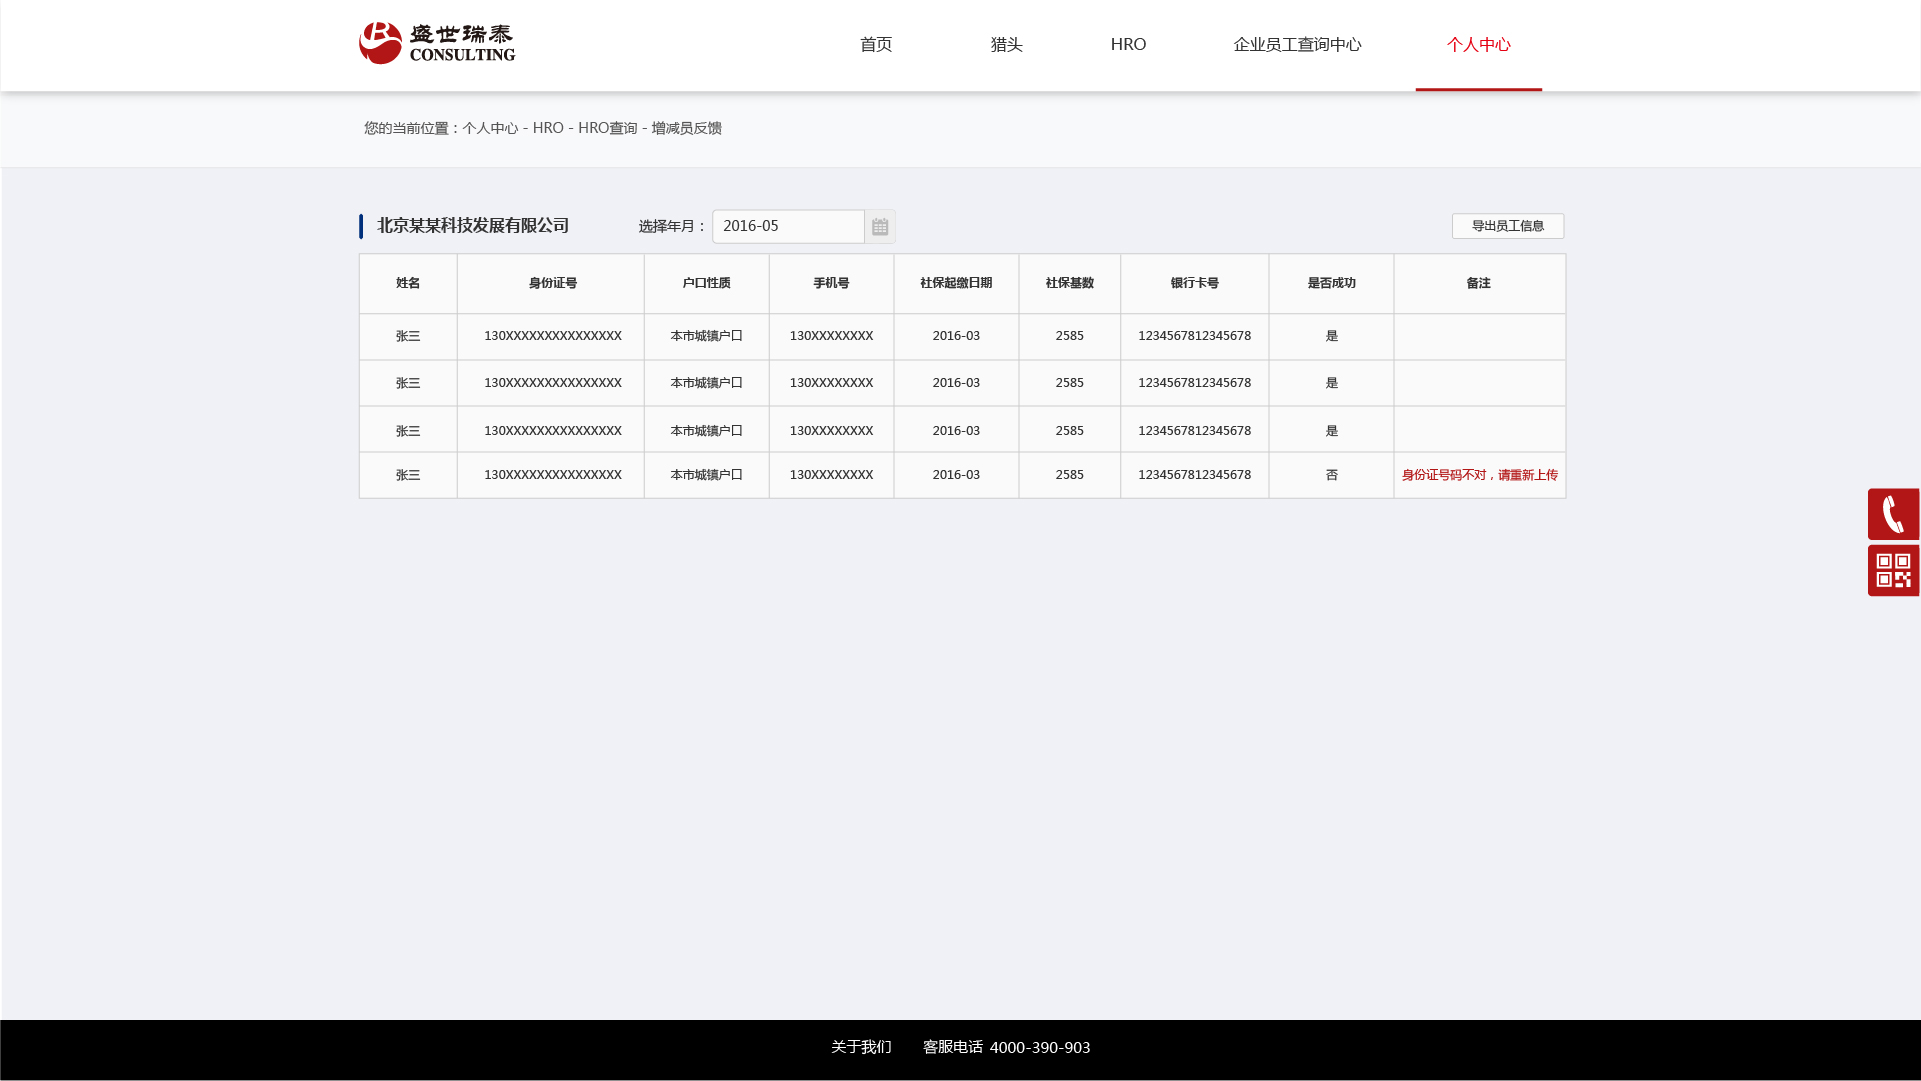 盛世瑞泰
CONSULTING
首页 猎头 HRO 企业员工查询中心 个人中心
您的当前位置：个人中心 - HRO - HRO查询 - 增减员反馈
北京某某科技发展有限公司 选择年月： 2016-05 导出员工信息
姓名 身份证号 户口性质 手机号 社保起缴日期 社保基数 银行卡号 是否成功 备注
张三 130XXXXXXXXXXXXXXX 本市城镇户口 130XXXXXXXX 2016-03 2585 1234567812345678 是
张三 130XXXXXXXXXXXXXXX 本市城镇户口 130XXXXXXXX 2016-03 2585 1234567812345678 是
张三 130XXXXXXXXXXXXXXX 本市城镇户口 130XXXXXXXX 2016-03 2585 1234567812345678 是
张三 130XXXXXXXXXXXXXXX 本市城镇户口 130XXXXXXXX 2016-03 2585 1234567812345678 否 身份证号码不对，请重新上传
关于我们 客服电话 4000-390-903